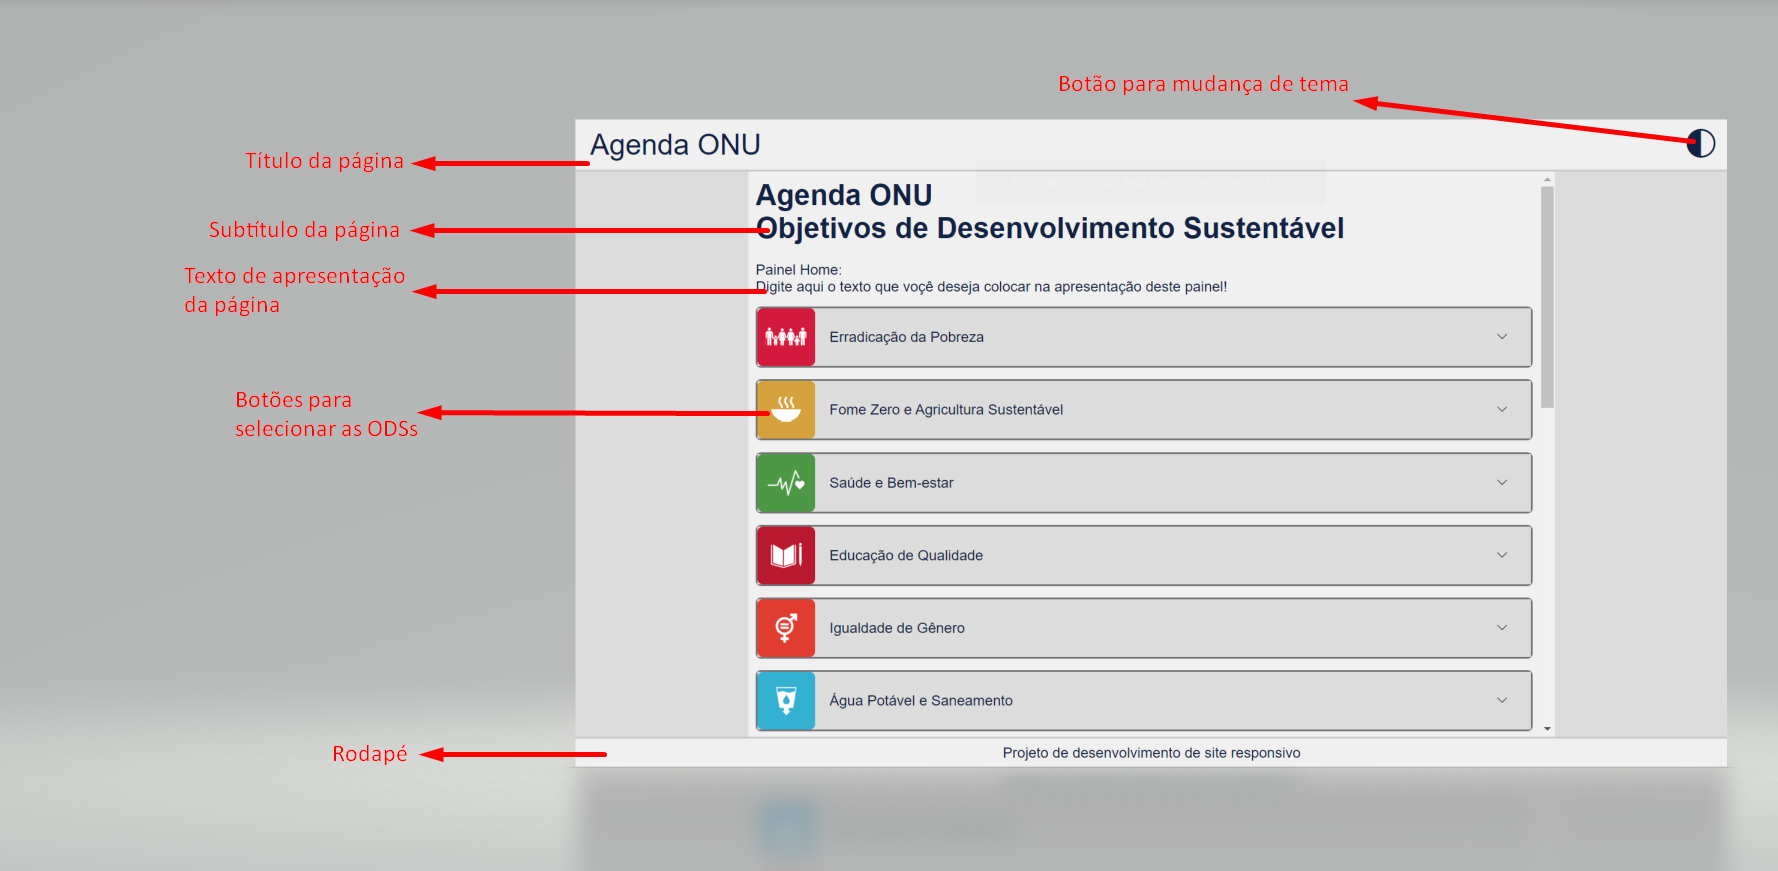 Botão para mudança de tema
Agenda ONU
Título da página
Agenda ONU
Objetivos de Desenvolvimento Sustentável
Subtítulo da página
Painel Home:
Digite aqui o texto que voçê deseja colocar na apresentação deste painel!
Texto de apresentação
da página
Erradicação da Pobreza
Fome Zero e Agricultura Sustentável
Botões para
selecionar as ODSs
Saúde e Bem-estar
Educação de Qualidade
Igualdade de Gênero
Água Potável e Saneamento
Rodapé
Projeto de desenvolvimento de site responsivo